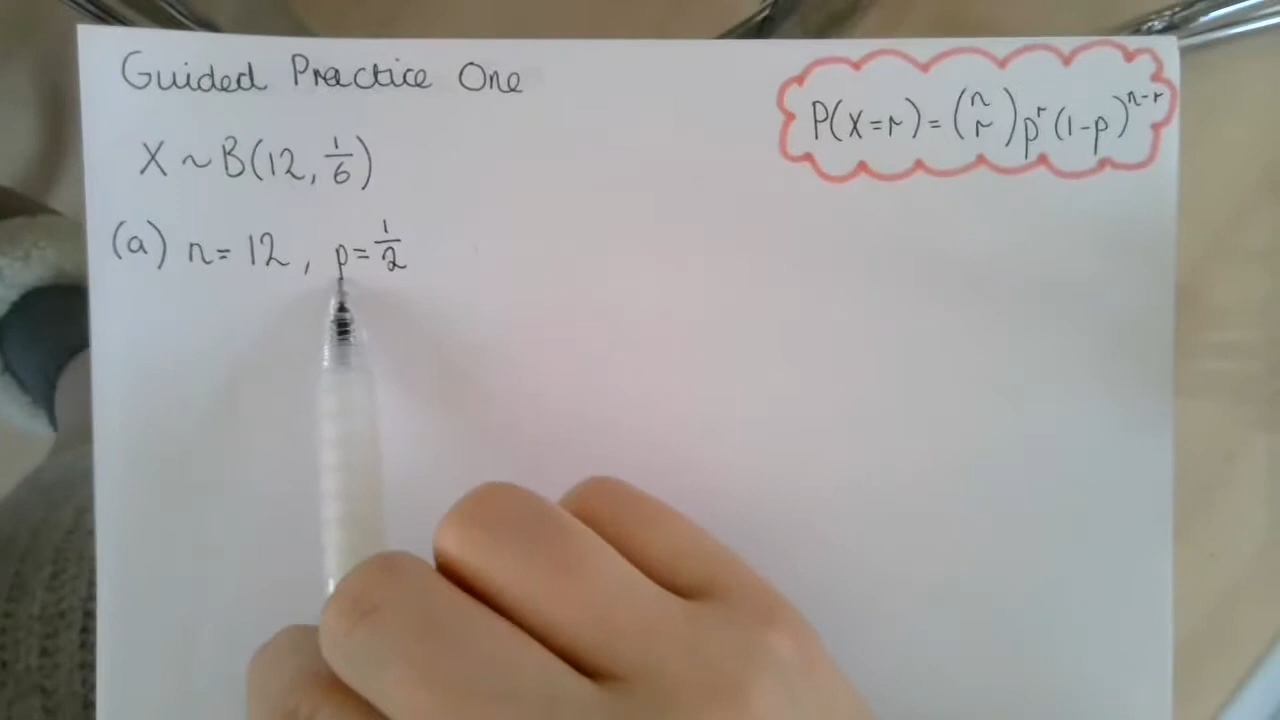 Guided Practice One
P(X=r) = (n r) p^r (1-p)^n-r
X ~ B(12, 1/6)
(a) n = 12, p = 1/2